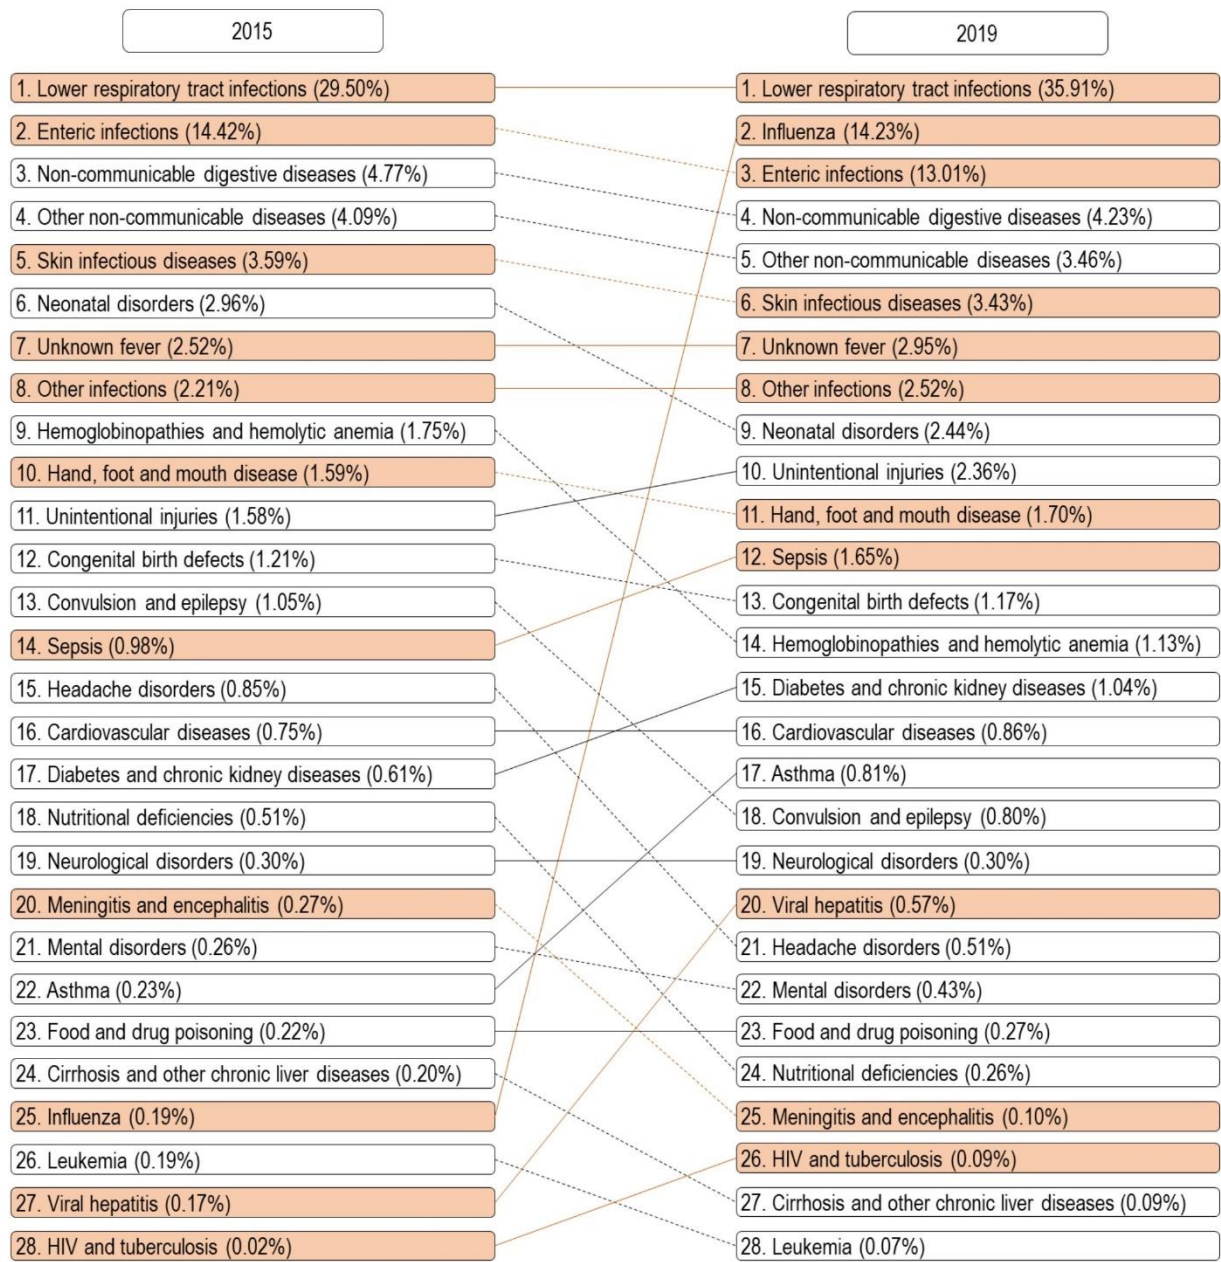 2015
1. Lower respiratory tract infections (29.50%)
2. Enteric infections (14.42%)
3. Non-communicable digestive diseases (4.77%)
4. Other non-communicable diseases (4.09%)
5. Skin infectious diseases (3.59%)
6. Neonatal disorders (2.96%)
7. Unknown fever (2.52%)
8. Other infections (2.21%)
9. Hemoglobinopathies and hemolytic anemia (1.75%)
10. Hand, foot and mouth disease (1.59%)
11. Unintentional injuries (1.58%)
12. Congenital birth defects (1.21%)
13. Convulsion and epilepsy (1.05%)
14. Sepsis (0.98%)
15. Headache disorders (0.85%)
16. Cardiovascular diseases (0.75%)
17. Diabetes and chronic kidney diseases (0.61%)
18. Nutritional deficiencies (0.51%)
19. Neurological disorders (0.30%)
20. Meningitis and encephalitis (0.27%)
21. Mental disorders (0.26%)
22. Asthma (0.23%)
23. Food and drug poisoning (0.22%)
24. Cirrhosis and other chronic liver diseases (0.20%)
25. Influenza (0.19%)
26. Leukemia (0.19%)
27. Viral hepatitis (0.17%)
28. HIV and tuberculosis (0.02%)
2019
1. Lower respiratory tract infections (35.91%)
2. Influenza (14.23%)
3. Enteric infections (13.01%)
4. Non-communicable digestive diseases (4.23%)
5. Other non-communicable diseases (3.46%)
6. Skin infectious diseases (3.43%)
7. Unknown fever (2.95%)
8. Other infections (2.52%)
9. Neonatal disorders (2.44%)
10. Unintentional injuries (2.36%)
11. Hand, foot and mouth disease (1.70%)
12. Sepsis (1.65%)
13. Congenital birth defects (1.17%)
14. Hemoglobinopathies and hemolytic anemia (1.13%)
15. Diabetes and chronic kidney diseases (1.04%)
16. Cardiovascular diseases (0.86%)
17. Asthma (0.81%)
18. Convulsion and epilepsy (0.80%)
19. Neurological disorders (0.30%)
20. Viral hepatitis (0.57%)
21. Headache disorders (0.51%)
22. Mental disorders (0.43%)
23. Food and drug poisoning (0.27%)
24. Nutritional deficiencies (0.26%)
25. Meningitis and encephalitis (0.10%)
26. HIV and tuberculosis (0.09%)
27. Cirrhosis and other chronic liver diseases (0.09%)
28. Leukemia (0.07%)